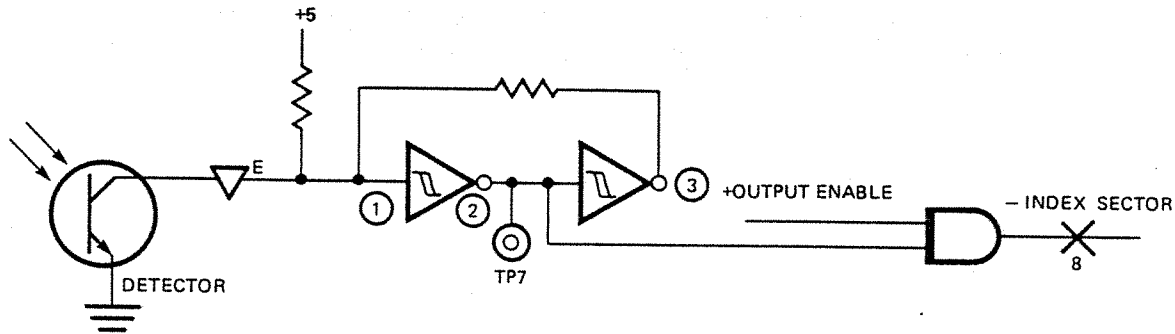 +5
E
1
2
3
+OUTPUT ENABLE
– INDEX SECTOR
8
TP7
DETECTOR